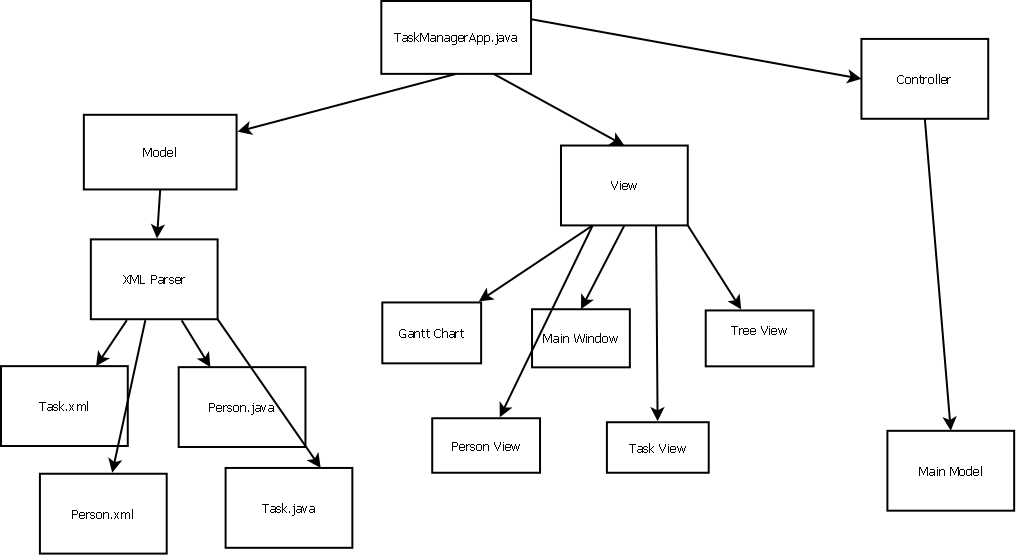 TaskManagerApp.java
Controller
Model
View
XML Parser
Gantt Chart
Main Window
Tree View
Task.xml
Person.java
Person View
Task View
Main Model
Person.xml
Task.java